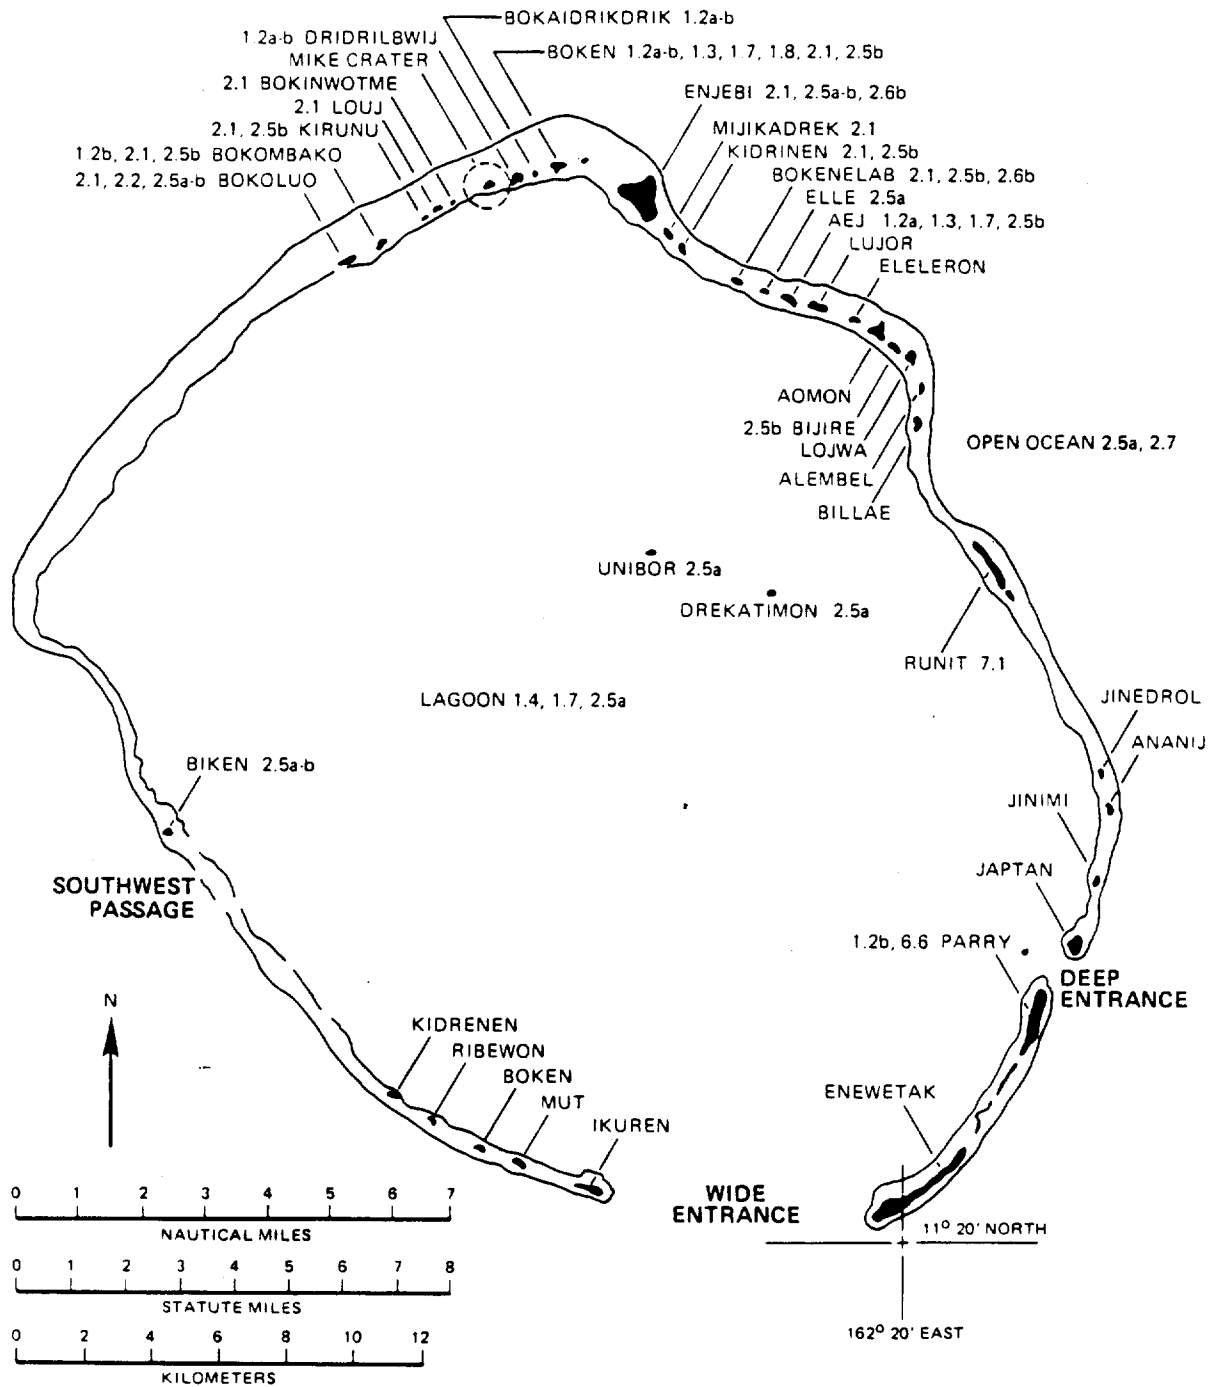 BOKAIDRIKDRIK 1.2a-b
1.2a-b DRIDRILBWIJ
BOKEN 1.2a-b, 1.3, 1.7, 1.8, 2.1, 2.5b
MIKE CRATER
2.1 BOKINWOTME
ENJEBI 2.1, 2.5a-b, 2.6b
2.1 LOUJ
2.1, 2.5b KIRUNU
MIJIKADREK 2.1
1.2b, 2.1, 2.5b BOKOMBAKO
KIDRINEN 2.1, 2.5b
2.1, 2.2, 2.5a-b BOKOLUO
BOKENELAB 2.1, 2.5b, 2.6b
ELLE 2.5a
AEJ 1.2a, 1.3, 1.7, 2.5b
LUJOR
ELELERON
AOMON
2.5b BIJIRE
LOJWA
OPEN OCEAN 2.5a, 2.7
ALEMBEL
BILLAE
UNIBOR 2.5a
DREKATIMON 2.5a
RUNIT 7.1
LAGOON 1.4, 1.7, 2.5a
JINEDROL
ANANIJ
BIKEN 2.5a-b
JINIMI
JAPTAN
SOUTHWEST
PASSAGE
1.2b, 6.6 PARRY
DEEP
ENTRANCE
N
KIDRENEN
RIBEWON
BOKEN
MUT
ENEWETAK
IKUREN
WIDE
ENTRANCE
0 1 2 3 4 5 6 7
NAUTICAL MILES
11° 20' NORTH
0 1 2 3 4 5 6 7 8
STATUTE MILES
162° 20' EAST
0 2 4 6 8 10 12
KILOMETERS